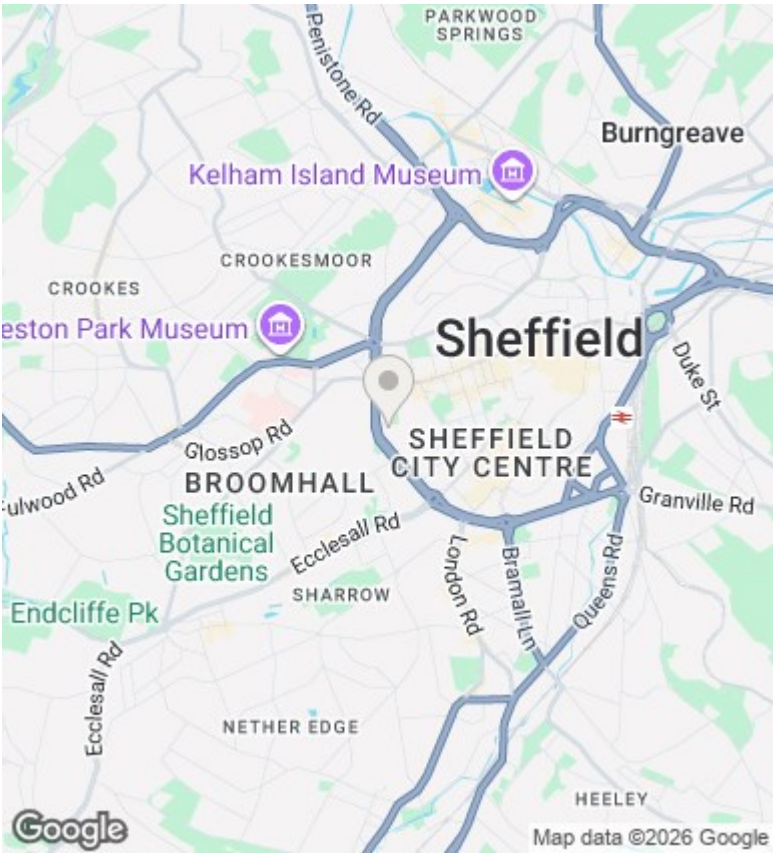 PARKWOOD
SPRINGS
Penistone Rd
Burngreave
Kelham Island Museum
CROOKESMOOR
CROOKES
eston Park Museum
Sheffield
Duke St
Glossop Rd
SHEFFIELD
CITY CENTRE
Fulwood Rd
BROOMHALL
Granville Rd
Sheffield
Botanical
Gardens
Ecclesall Rd
London Rd
Bramall Ln
Queens Rd
SHARROW
Endcliffe Pk
Ecclesall Rd
NETHER EDGE
HEELEY
Google
Map data ©2026 Google